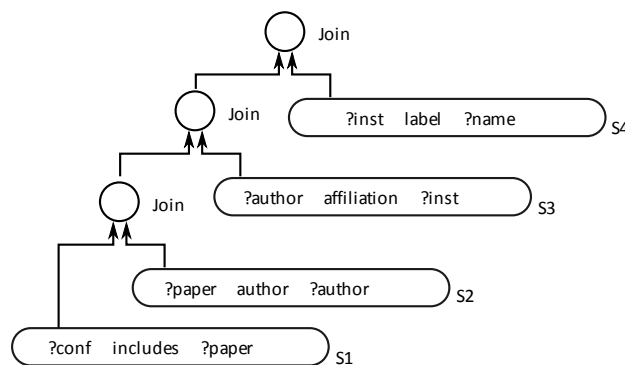 Join
Join
?inst label ?name
S4
Join
?author affiliation ?inst
S3
?paper author ?author
S2
?conf includes ?paper
S1